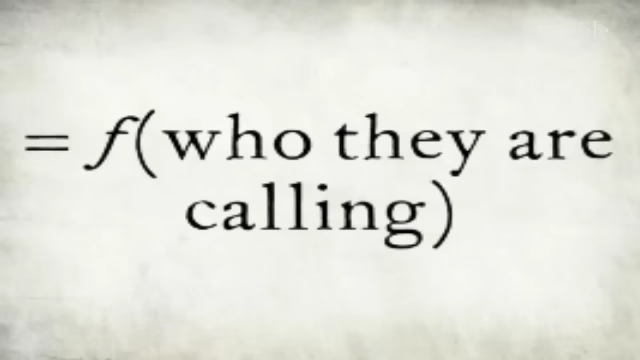 = f(who they are
calling)